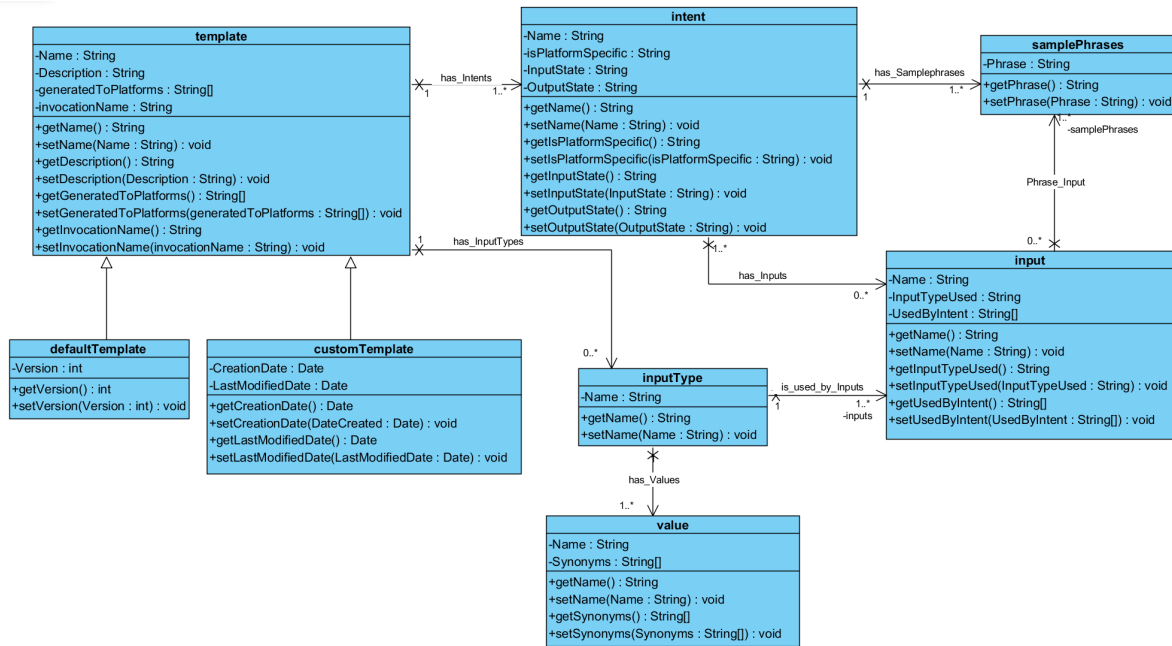 template
-Name : String
-Description : String
-generatedToPlatforms : String[]
-invocationName : String
+getName() : String
+setName(Name : String) : void
+getDescription() : String
+setDescription(Description : String) : void
+getGeneratedToPlatforms() : String[]
+setGeneratedToPlatforms(generatedToPlatforms : String[]) : void
+getInvocationName() : String
+setInvocationName(invocationName : String) : void
has_Intents
1
1..*
intent
-Name : String
-isPlatformSpecific : String
-InputState : String
-OutputState : String
+getName() : String
+setName(Name : String) : void
+getIsPlatformSpecific() : String
+setIsPlatformSpecific(isPlatformSpecific : String) : void
+getInputState() : String
+setInputState(InputState : String) : void
+getOutputState() : String
+setOutputState(OutputState : String) : void
has_Samplephrases
1
1..*
samplePhrases
-Phrase : String
+getPhrase() : String
+setPhrase(Phrase : String) : void
1..*
-samplePhrases
Phrase_Input
0..*
1
has_InputTypes
0..*
1..*
has_Inputs
0..*
input
-Name : String
-InputTypeUsed : String
-UsedByIntent : String[]
+getName() : String
+setName(Name : String) : void
+getInputTypeUsed() : String
+setInputTypeUsed(InputTypeUsed : String) : void
+getUsedByIntent() : String[]
+setUsedByIntent(UsedByIntent : String[]) : void
defaultTemplate
-Version : int
+getVersion() : int
+setVersion(Version : int) : void
customTemplate
-CreationDate : Date
-LastModifiedDate : Date
+getCreationDate() : Date
+setCreationDate(DateCreated : Date) : void
+getLastModifiedDate() : Date
+setLastModifiedDate(LastModifiedDate : Date) : void
inputType
-Name : String
+getName() : String
+setName(Name : String) : void
is_used_by_Inputs
1
1..*
-inputs
has_Values
1..*
value
-Name : String
-Synonyms : String[]
+getName() : String
+setName(Name : String) : void
+getSynonyms() : String[]
+setSynonyms(Synonyms : String[]) : void